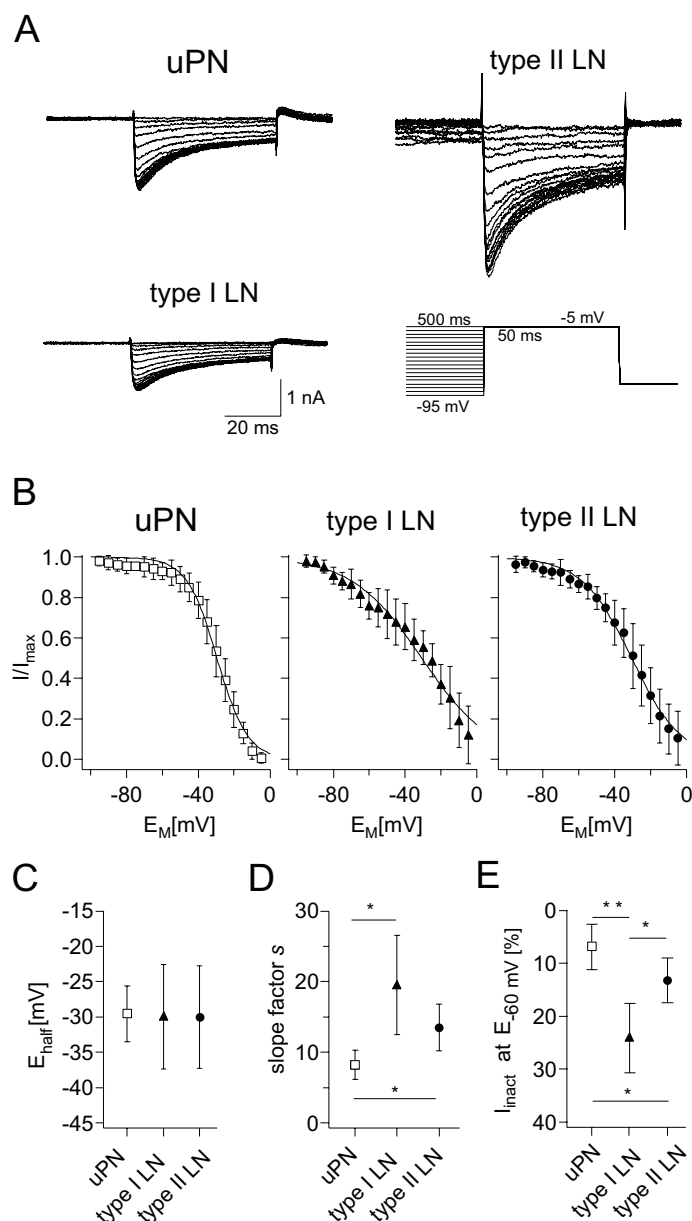 A
uPN
type II LN
type I LN
500 ms
-5 mV
50 ms
-95 mV
1 nA
20 ms
B
uPN
type I LN
type II LN
I/Imax
1.0
0.8
0.6
0.4
0.2
0.0
-80
-40
0
-80
-40
0
-80
-40
0
EM[mV]
EM[mV]
EM[mV]
C
Ehalf[mV]
-15
-20
-25
-30
-35
-40
-45
uPN
type I LN
type II LN
D
slope factor s
30
20
10
0
*
*
uPN
type I LN
type II LN
E
Iinact at E-60 mV [%]
0
10
20
30
40
* *
*
*
uPN
type I LN
type II LN